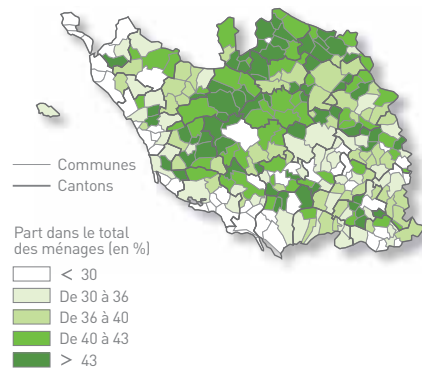 Communes
Cantons
Part dans le total
des ménages (en %)
< 30
De 30 à 36
De 36 à 40
De 40 à 43
> 43